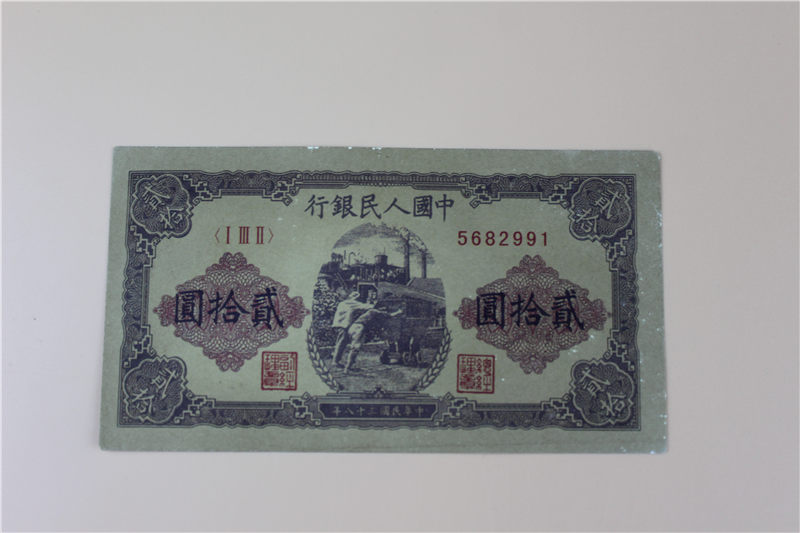 中國人民銀行
〈I III II〉
5682991
貳拾圓
貳拾圓
中華民國三十八年
貳拾
貳拾
貳拾
貳拾